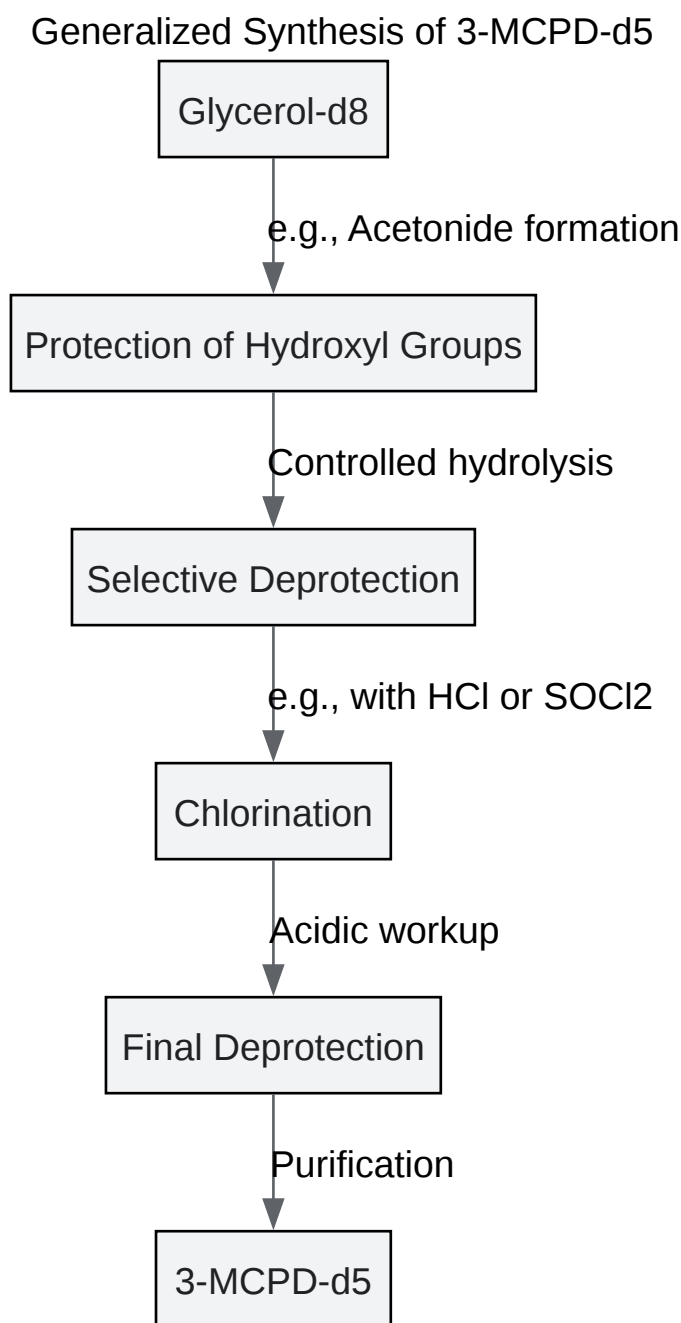 Generalized Synthesis of 3-MCPD-d5
Glycerol-d8
e.g., Acetonide formation
Protection of Hydroxyl Groups
Controlled hydrolysis
Selective Deprotection
e.g., with HCl or SOCl2
Chlorination
Acidic workup
Final Deprotection
Purification
3-MCPD-d5